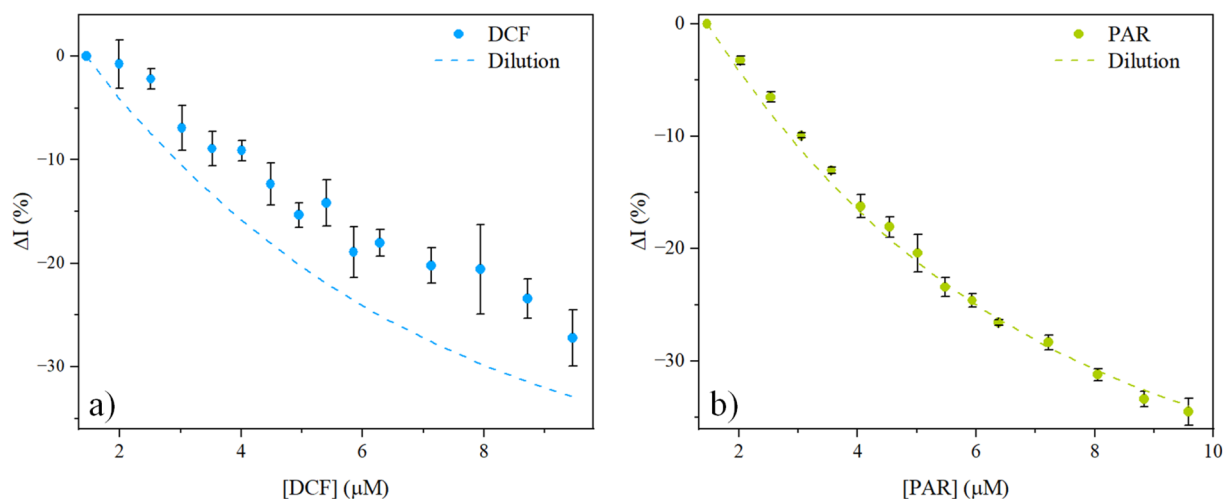 DCF
Dilution
0
−10
−20
−30
ΔI (%)
a)
2
4
6
8
[DCF] (μM)
PAR
Dilution
0
−10
−20
−30
ΔI (%)
b)
2
4
6
8
10
[PAR] (μM)